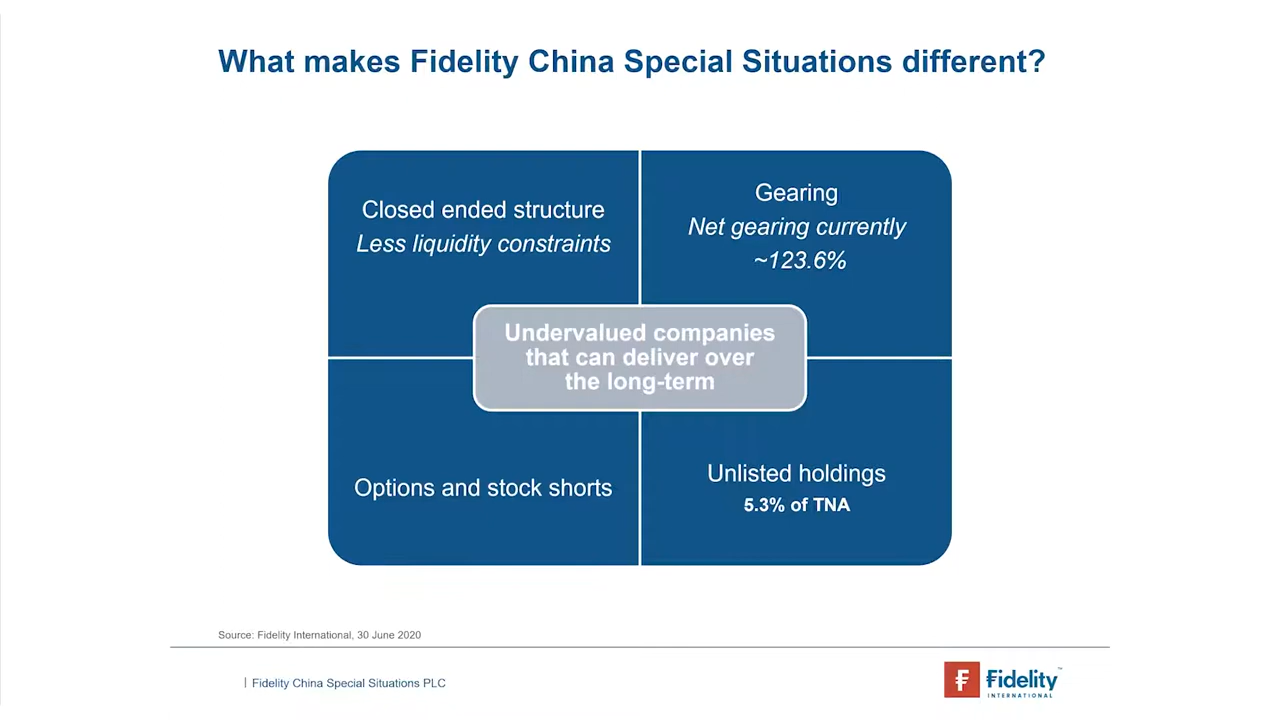 What makes Fidelity China Special Situations different?
Closed ended structure
Less liquidity constraints
Gearing
Net gearing currently
~123.6%
Undervalued companies
that can deliver over
the long-term
Options and stock shorts
Unlisted holdings
5.3% of TNA
Source: Fidelity International, 30 June 2020
| Fidelity China Special Situations PLC
Fidelity™
INTERNATIONAL